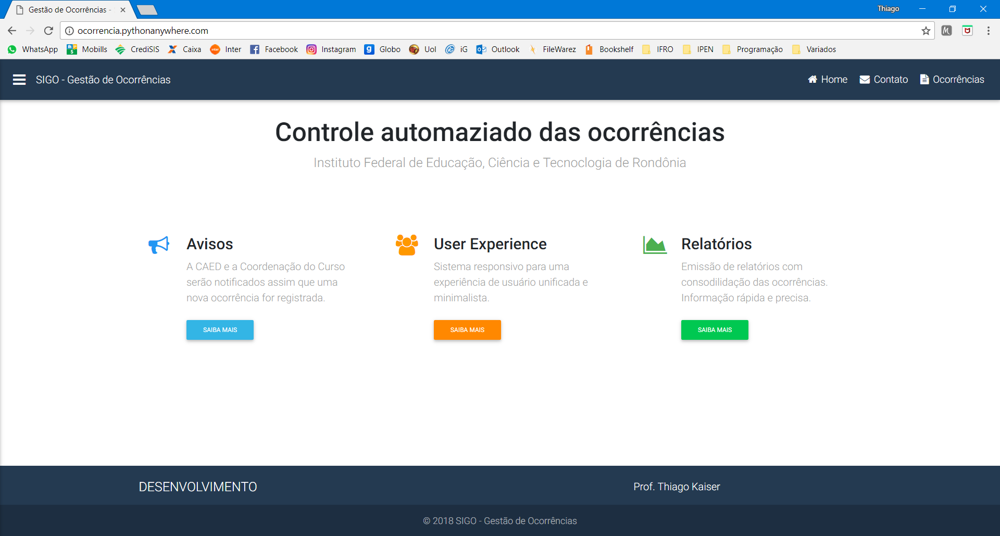 Gestão de Ocorrências -
Thiago
ocorrencia.pythonanywhere.com
WhatsApp Mobills CrediSIS Caixa Inter Facebook Instagram Globo Uol iG Outlook FileWarez Bookshelf IFRO IPEN Programação Variados
SIGO - Gestão de Ocorrências
Home Contato Ocorrências
Controle automaziado das ocorrências
Instituto Federal de Educação, Ciência e Tecnoclogia de Rondônia
Avisos
A CAED e a Coordenação do Curso
serão notificados assim que uma
nova ocorrência for registrada.
SAIBA MAIS
User Experience
Sistema responsivo para uma
experiência de usuário unificada e
minimalista.
SAIBA MAIS
Relatórios
Emissão de relatórios com
consodilidação das ocorrências.
Informação rápida e precisa.
SAIBA MAIS
DESENVOLVIMENTO
Prof. Thiago Kaiser
© 2018 SIGO - Gestão de Ocorrências